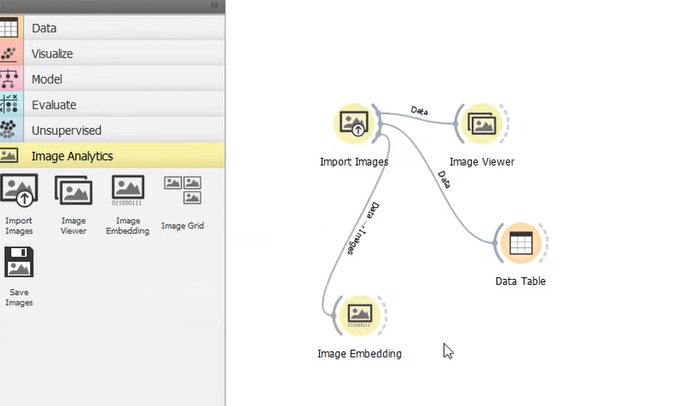 «
Data
Visualize
Model
Evaluate
Unsupervised
Image Analytics
Import
Images
Image
Viewer
Image
Embedding
Image Grid
Save
Images
Data
Import Images
Image Viewer
Data
Data → Images
Data Table
Image Embedding
010000111